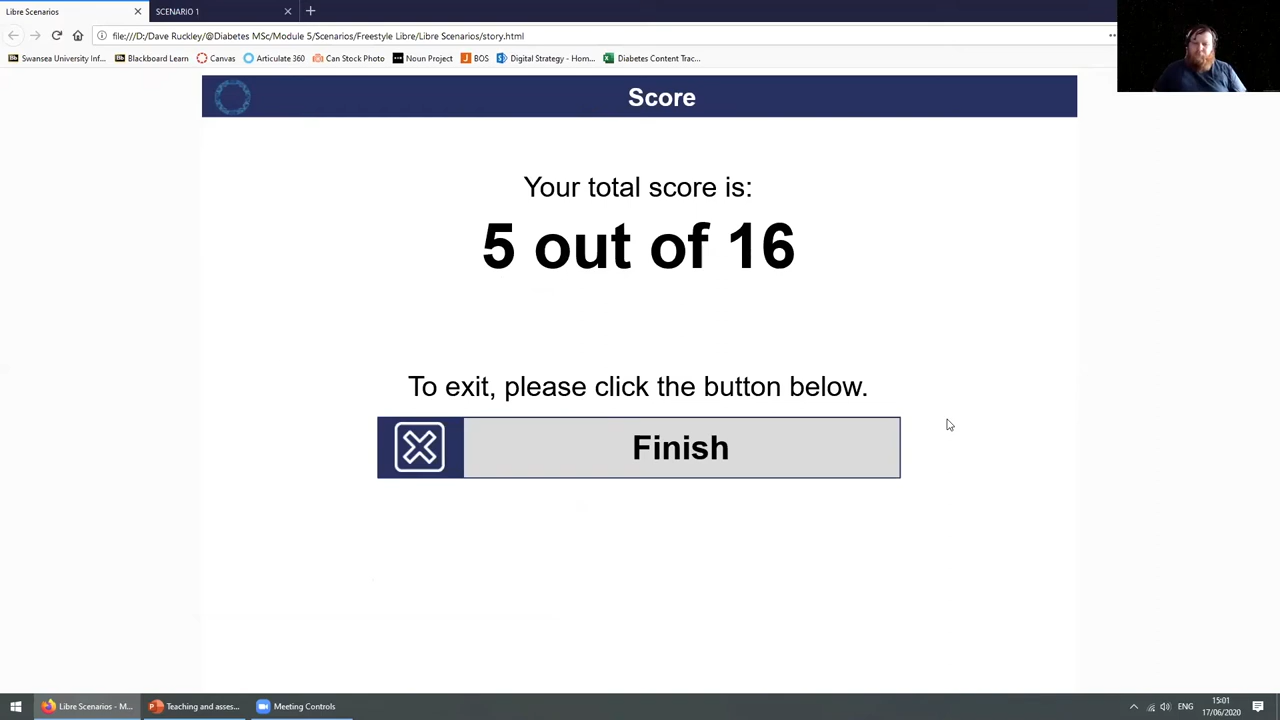 Libre Scenarios
SCENARIO 1
file:///D:/Dave Ruckley/@Diabetes MSc/Module 5/Scenarios/Freestyle Libre/Libre Scenarios/story.html
Bb Swansea University Inf...
Bb Blackboard Learn
Canvas
Articulate 360
Can Stock Photo
Noun Project
J BOS
Digital Strategy - Hom...
Diabetes Content Trac...
Score
Your total score is:
5 out of 16
To exit, please click the button below.
Finish
Libre Scenarios - M...
Teaching and asses...
Meeting Controls
ENG
15:01
17/06/2020